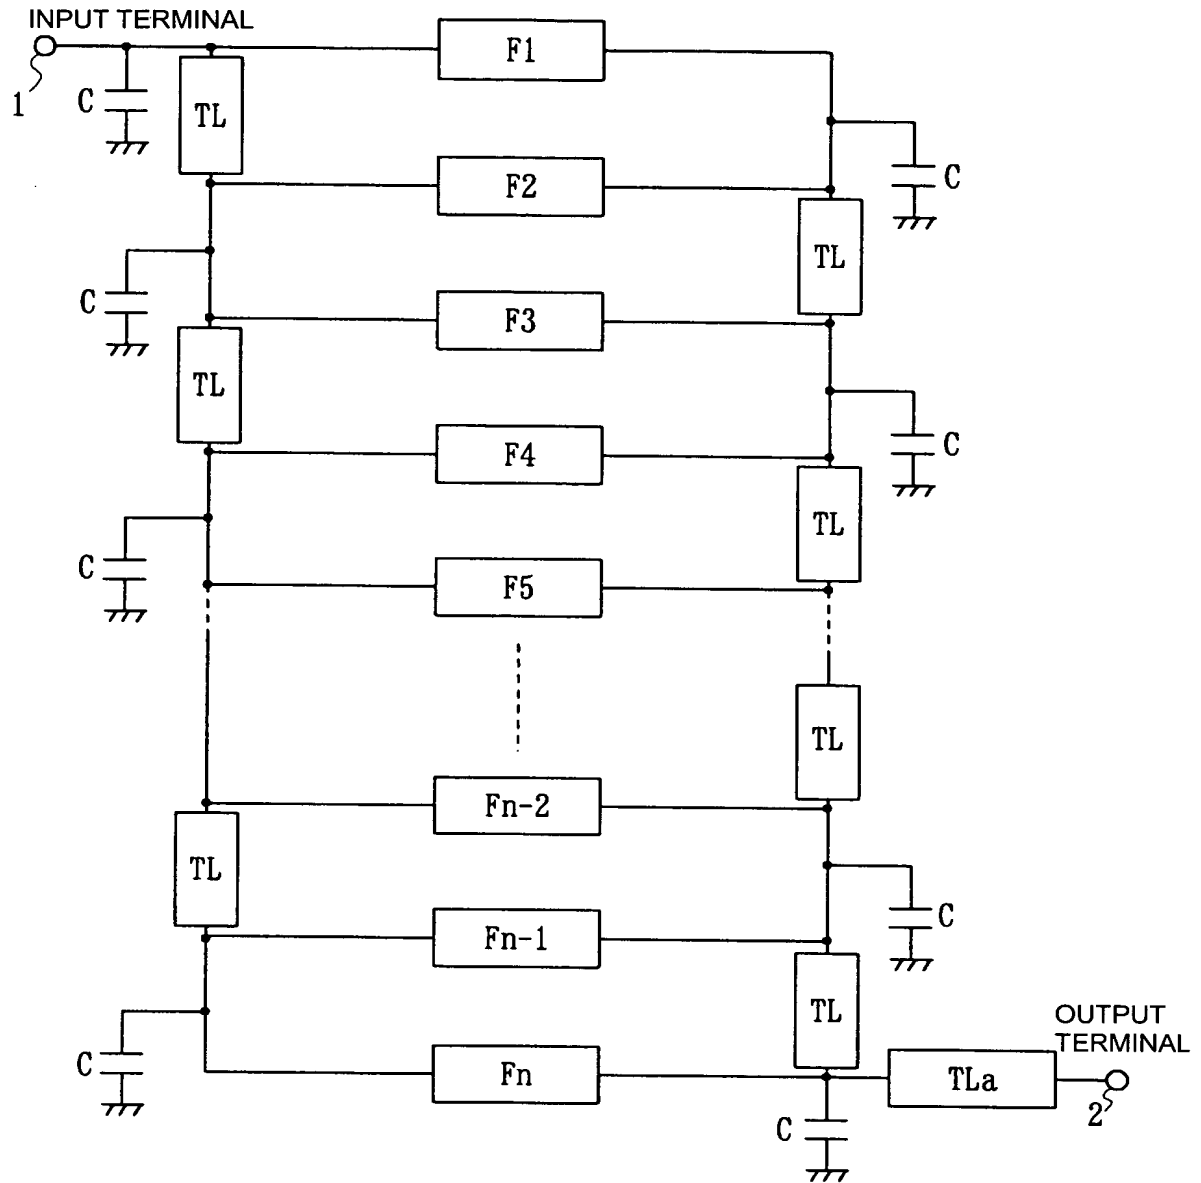 INPUT TERMINAL
1
C
TL
F1
C
F2
TL
C
F3
TL
C
F4
TL
C
F5
TL
Fn-2
TL
C
Fn-1
TL
OUTPUT
TERMINAL
C
Fn
TLa
2
C